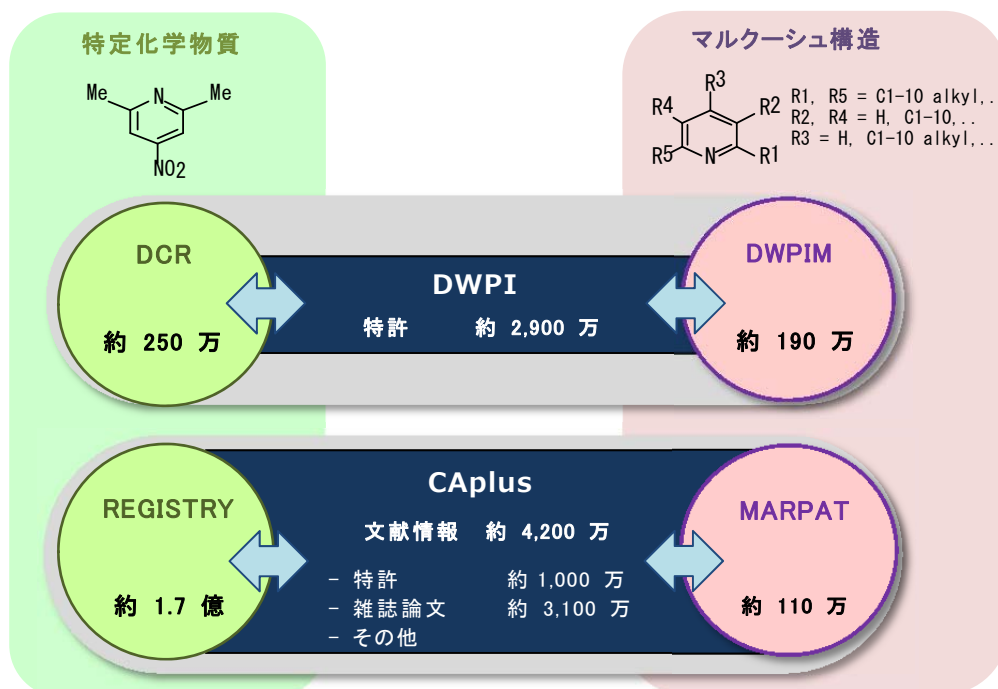 特定化学物質
マルクーシュ構造
Me N Me
NO2
R3
R4 R2
R5 N R1
R1, R5 = C1-10 alkyl,..
R2, R4 = H, C1-10,..
R3 = H, C1-10 alkyl,..
DCR
約 250 万
DWPI
特許 約 2,900 万
DWPIM
約 190 万
REGISTRY
約 1.7 億
CAplus
文献情報 約 4,200 万
- 特許 約 1,000 万
- 雑誌論文 約 3,100 万
- その他
MARPAT
約 110 万